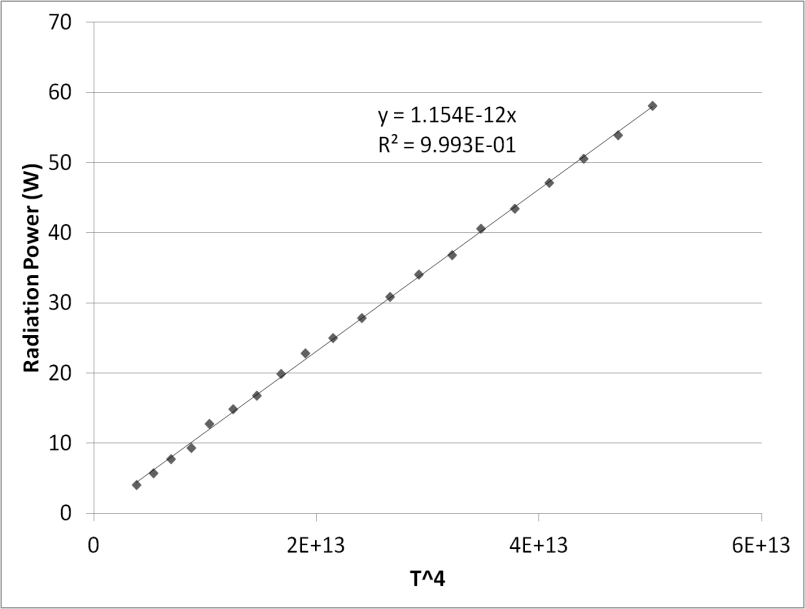 70
60
y = 1.154E-12x
R² = 9.993E-01
50
40
Radiation Power (W)
30
20
10
0
0 2E+13 4E+13 6E+13
T^4